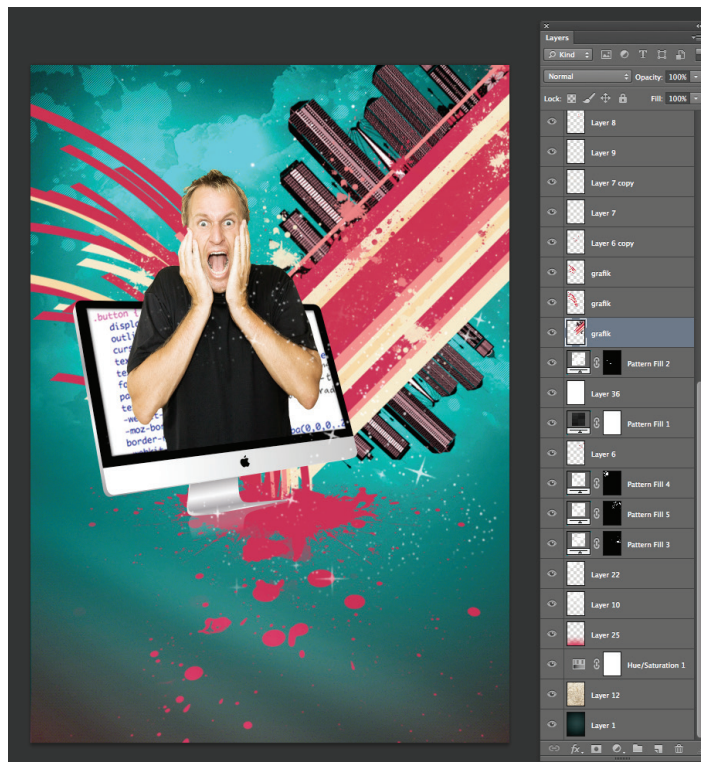 Layers
Kind
Normal
Opacity: 100%
Lock:
Fill: 100%
Layer 8
Layer 9
Layer 7 copy
Layer 7
Layer 6 copy
grafik
grafik
grafik
Pattern Fill 2
Layer 36
Pattern Fill 1
Layer 6
Pattern Fill 4
Pattern Fill 5
Pattern Fill 3
Layer 22
Layer 10
Layer 25
Hue/Saturation 1
Layer 12
Layer 1
fx
.button
displ
outli
curs
-moz-bor
border-